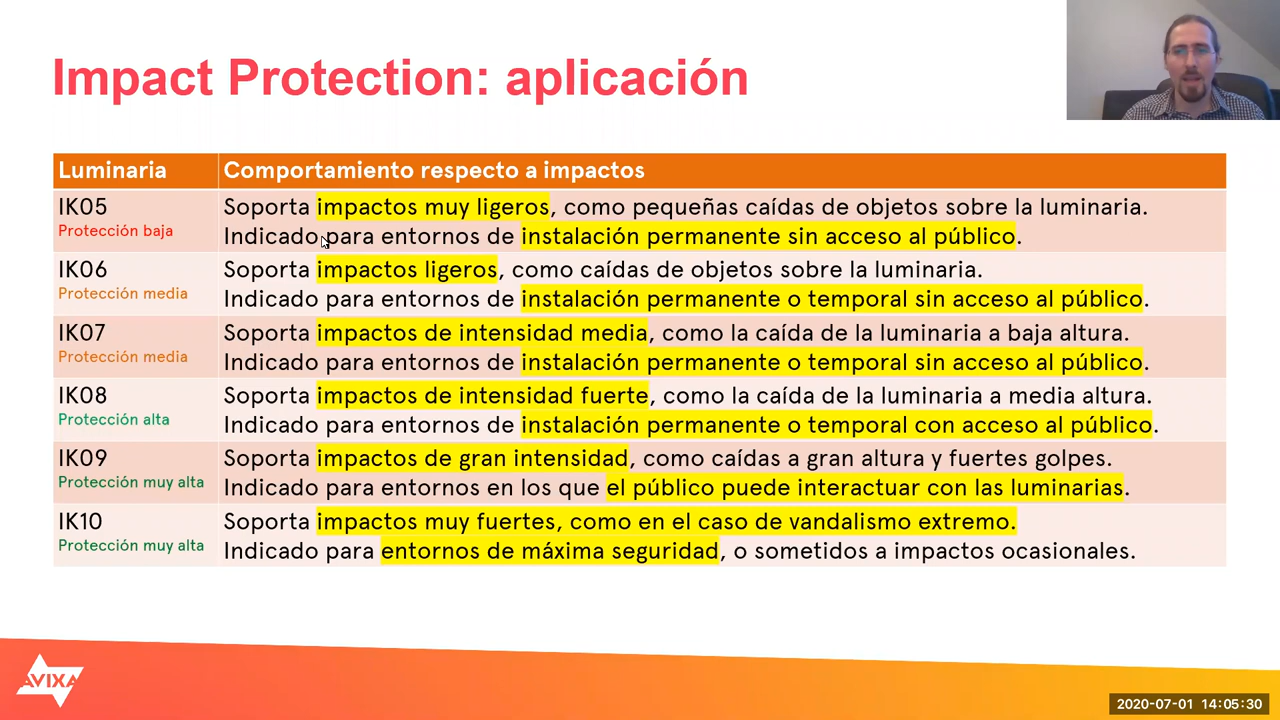 Impact Protection: aplicación
Luminaria Comportamiento respecto a impactos
IK05 Soporta impactos muy ligeros, como pequeñas caídas de objetos sobre la luminaria.
Protección baja Indicado para entornos de instalación permanente sin acceso al público.
IK06 Soporta impactos ligeros, como caídas de objetos sobre la luminaria.
Protección media Indicado para entornos de instalación permanente o temporal sin acceso al público.
IK07 Soporta impactos de intensidad media, como la caída de la luminaria a baja altura.
Protección media Indicado para entornos de instalación permanente o temporal sin acceso al público.
IK08 Soporta impactos de intensidad fuerte, como la caída de la luminaria a media altura.
Protección alta Indicado para entornos de instalación permanente o temporal con acceso al público.
IK09 Soporta impactos de gran intensidad, como caídas a gran altura y fuertes golpes.
Protección muy alta Indicado para entornos en los que el público puede interactuar con las luminarias.
IK10 Soporta impactos muy fuertes, como en el caso de vandalismo extremo.
Protección muy alta Indicado para entornos de máxima seguridad, o sometidos a impactos ocasionales.
AVIXA
2020-07-01 14:05:30